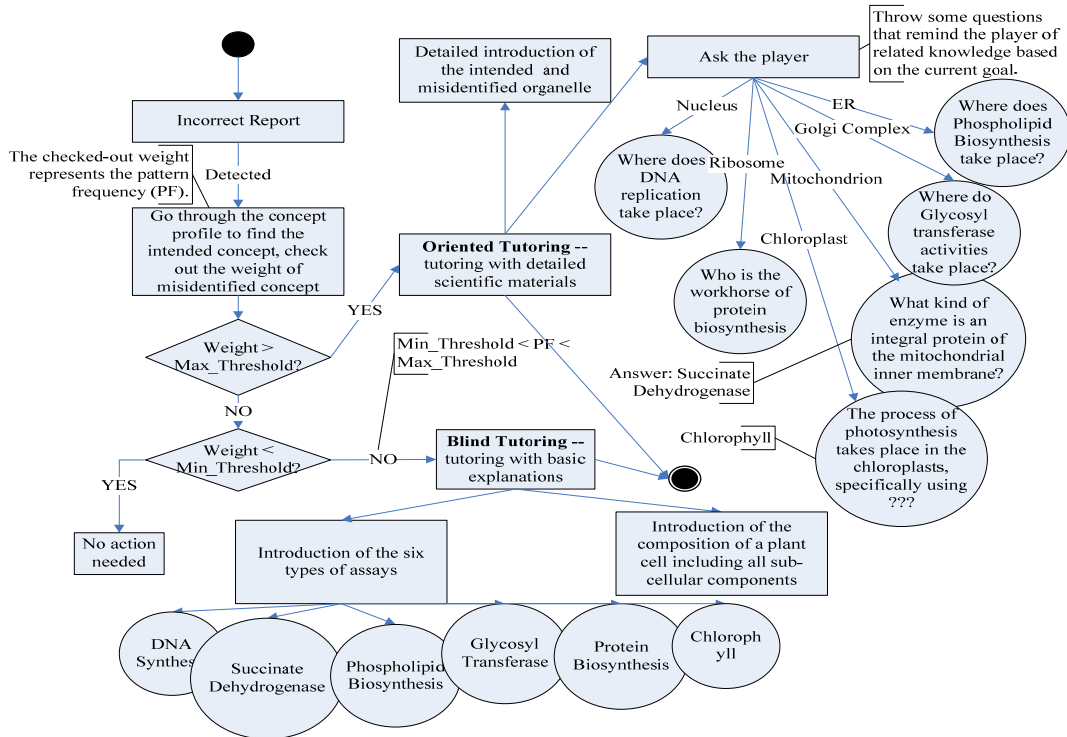 Incorrect Report
The checked-out weight
represents the pattern
frequency (PF).
Detected
Go through the concept
profile to find the
intended concept, check
out the weight of
misidentified concept
Weight >
Max_Threshold?
YES
NO
Weight <
Min_Threshold?
YES
NO
No action
needed
Min_Threshold < PF <
Max_Threshold
Detailed introduction of
the intended and
misidentified organelle
Oriented Tutoring --
tutoring with detailed
scientific materials
Blind Tutoring --
tutoring with basic
explanations
Ask the player
Throw some questions
that remind the player of
related knowledge based
on the current goal.
Nucleus
Ribosome
Chloroplast
Mitochondrion
Golgi Complex
ER
Where does
DNA
replication
take place?
Who is the
workhorse of
protein
biosynthesis
Where does
Phospholipid
Biosynthesis
take place?
Where do
Glycosyl
transferase
activities
take place?
What kind of
enzyme is an
integral protein
of the mitochondrial
inner membrane?
Answer: Succinate
Dehydrogenase
The process of
photosynthesis
takes place in the
chloroplasts,
specifically using
???
Chlorophyll
Introduction of the six
types of assays
Introduction of the
composition of a plant
cell including all sub-
cellular components
DNA
Synthes
Succinate
Dehydrogenase
Phospholipid
Biosynthesis
Glycosyl
Transferase
Protein
Biosynthesis
Chloroph
yll